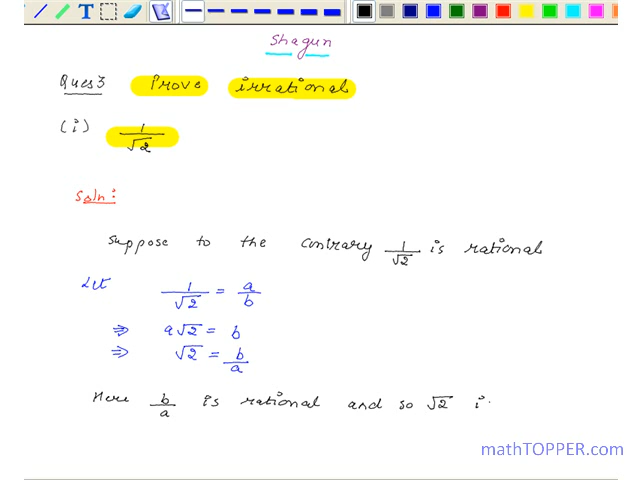 Shagun
Ques3 Prove irrational
(i) 1/√2
Soln:
suppose to the contrary 1/√2 is rational
Let 1/√2 = a/b
⇒ a√2 = b
⇒ √2 = b/a
Here b/a is rational and so √2 i
mathTOPPER.com